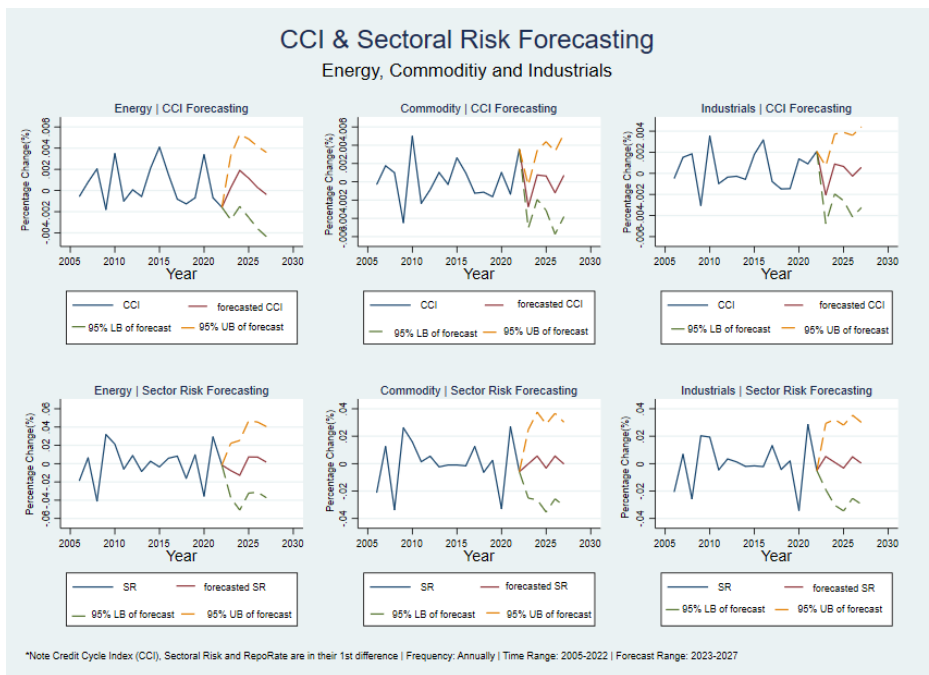 CCI & Sectoral Risk Forecasting
Energy, Commoditiy and Industrials
Energy | CCI Forecasting
Percentage Change(%)
.006
.004
.002
0
-.002
-.004
2005 2010 2015 2020 2025 2030
Year
CCI forecasted CCI
95% LB of forecast 95% UB of forecast
Commodity | CCI Forecasting
Percentage Change(%)
.006
.004
.002
0
-.002
-.004
-.006
2005 2010 2015 2020 2025 2030
Year
CCI forecasted CCI
95% LB of forecast 95% UB of forecast
Industrials | CCI Forecasting
Percentage Change(%)
.004
.002
0
-.002
-.004
-.006
2005 2010 2015 2020 2025 2030
Year
CCI forecasted CCI
95% LB of forecast 95% UB of forecast
Energy | Sector Risk Forecasting
Percentage Change(%)
.06
.04
.02
0
-.02
-.04
-.06
2005 2010 2015 2020 2025 2030
Year
SR forecasted SR
95% LB of forecast 95% UB of forecast
Commodity | Sector Risk Forecasting
Percentage Change(%)
.04
.02
0
-.02
-.04
2005 2010 2015 2020 2025 2030
Year
SR forecasted SR
95% LB of forecast 95% UB of forecast
Industrials | Sector Risk Forecasting
Percentage Change(%)
.04
.02
0
-.02
-.04
2005 2010 2015 2020 2025 2030
Year
SR forecasted SR
95% LB of forecast 95% UB of forecast
*Note Credit Cycle Index (CCI), Sectoral Risk and RepoRate are in their 1st difference | Frequency: Annually | Time Range: 2005-2022 | Forecast Range: 2023-2027